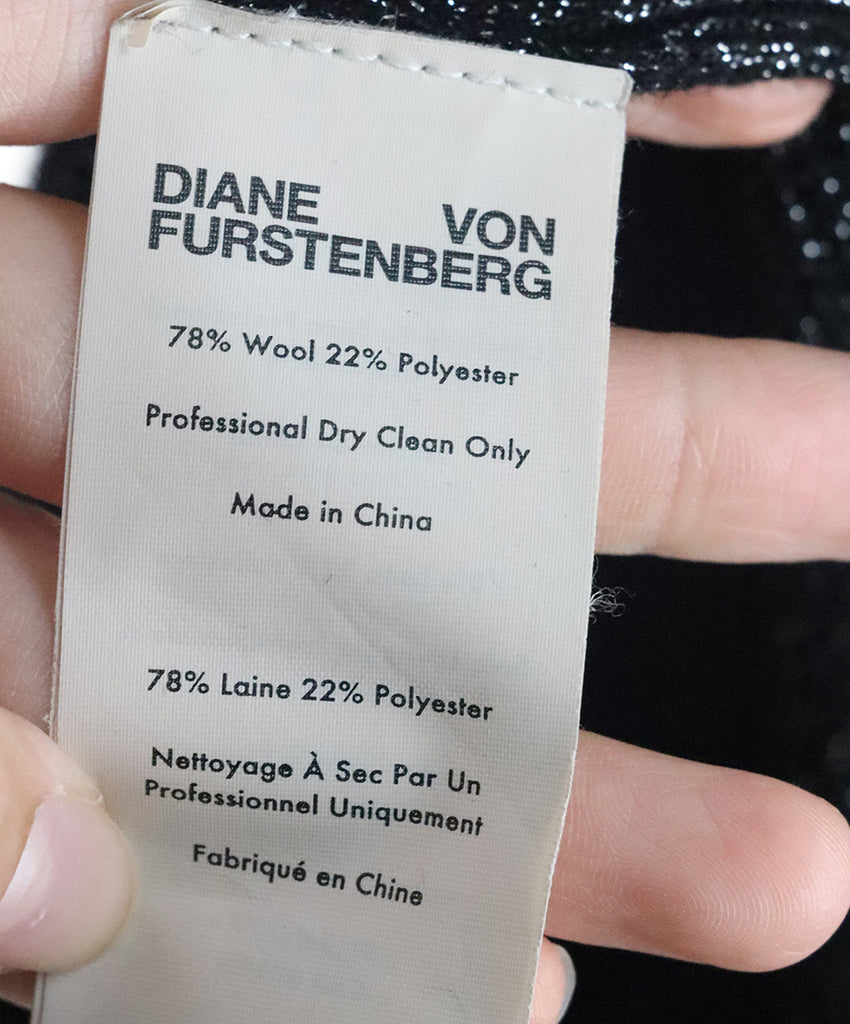 DIANE VON
FURSTENBERG
78% Wool 22% Polyester
Professional Dry Clean Only
Made in China
78% Laine 22% Polyester
Nettoyage À Sec Par Un
Professionnel Uniquement
Fabriqué en Chine